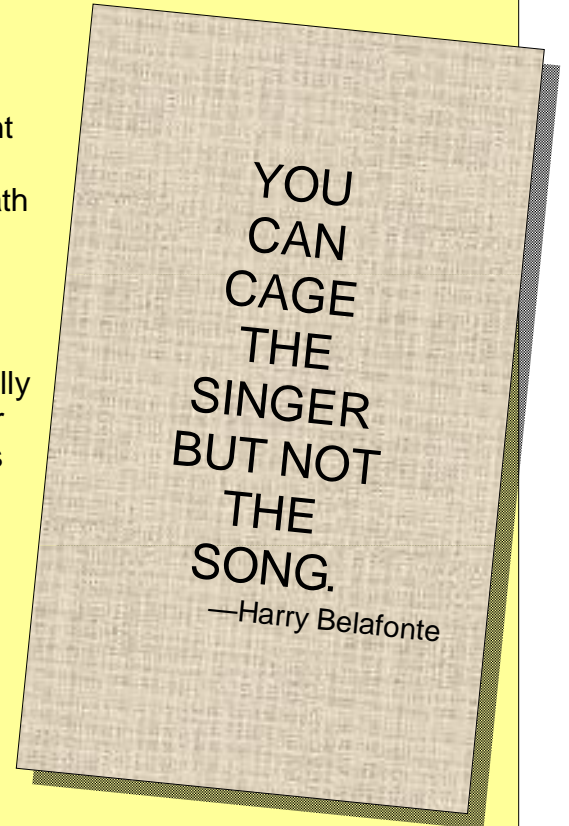 YOU
CAN
CAGE
THE
SINGER
BUT NOT
THE
SONG.
—Harry Belafonte